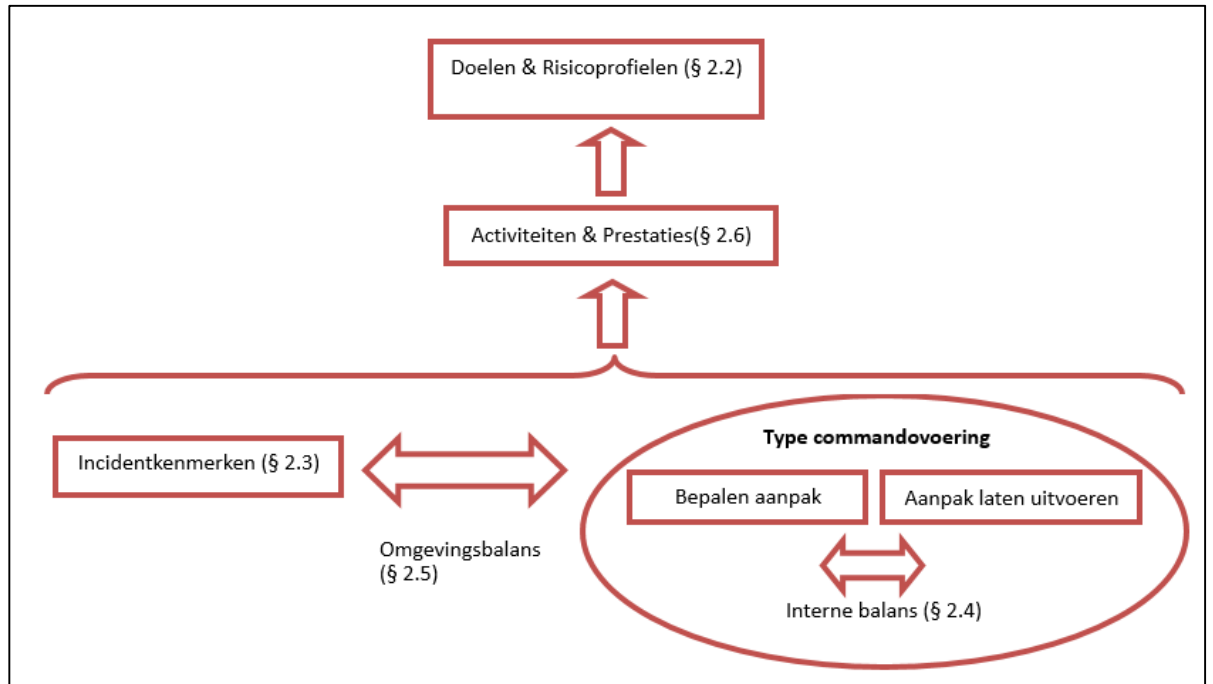 Doelen & Risicoprofielen (§ 2.2)
Activiteiten & Prestaties(§ 2.6)
Type commandovoering
Incidentkenmerken (§ 2.3)
Bepalen aanpak
Aanpak laten uitvoeren
Omgevingsbalans
(§ 2.5)
Interne balans (§ 2.4)